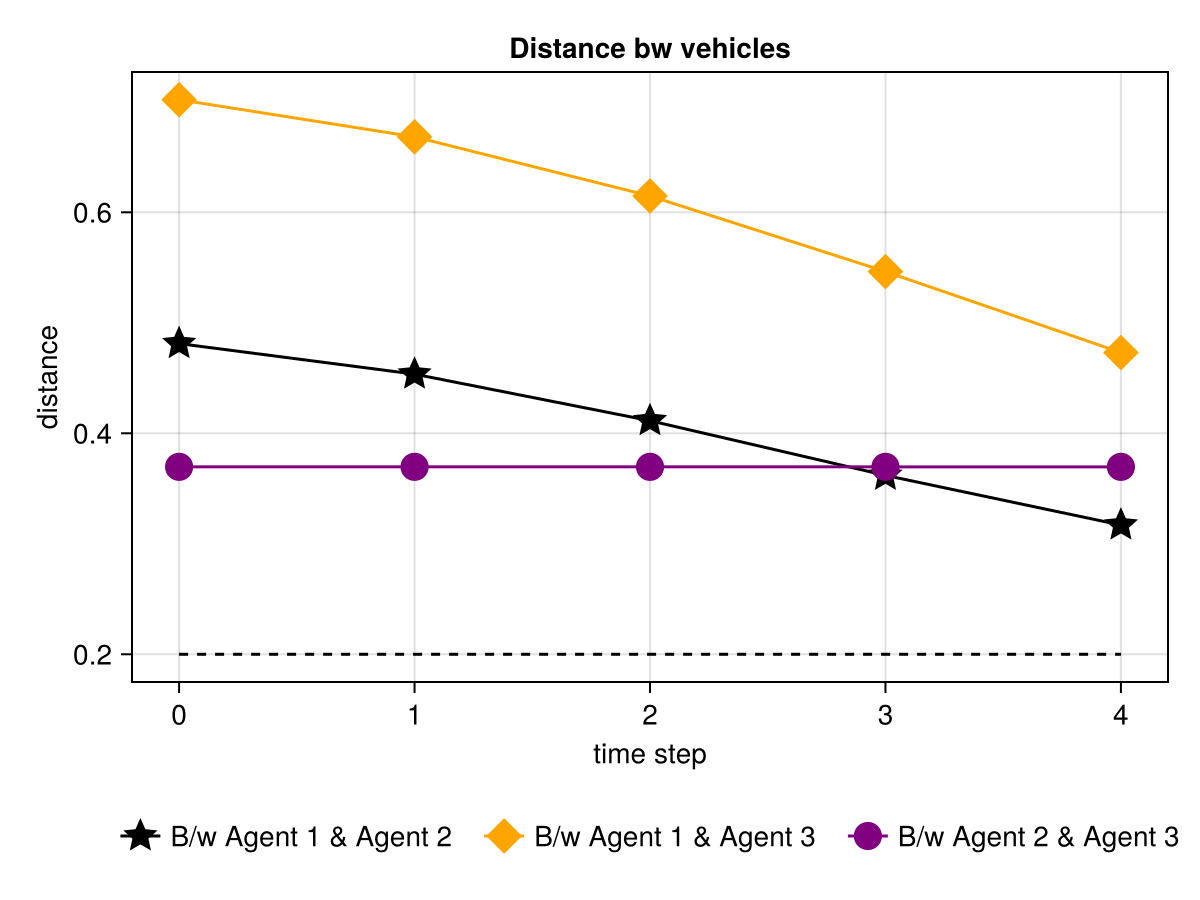 Distance bw vehicles
0.6
0.4
0.2
distance
0 1 2 3 4
time step
B/w Agent 1 & Agent 2 B/w Agent 1 & Agent 3 B/w Agent 2 & Agent 3